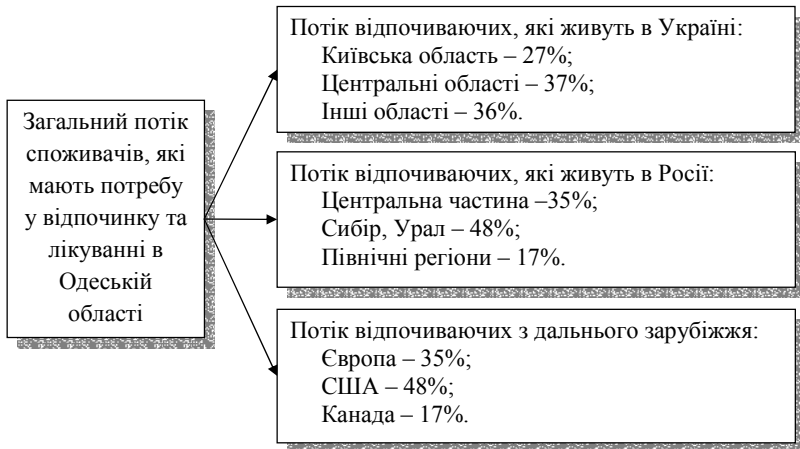 Загальний потік
споживачів, які
мають потребу
у відпочинку та
лікуванні в
Одеській
області
Потік відпочиваючих, які живуть в Україні:
Київська область – 27%;
Центральні області – 37%;
Інші області – 36%.
Потік відпочиваючих, які живуть в Росії:
Центральна частина –35%;
Сибір, Урал – 48%;
Північні регіони – 17%.
Потік відпочиваючих з дальнього зарубіжжя:
Європа – 35%;
США – 48%;
Канада – 17%.